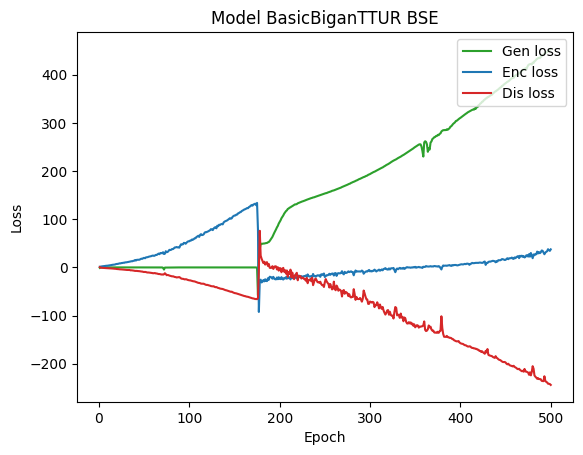 Model BasicBiganTTUR BSE
Gen loss
Enc loss
Dis loss
Loss
400
300
200
100
0
−100
−200
0 100 200 300 400 500
Epoch